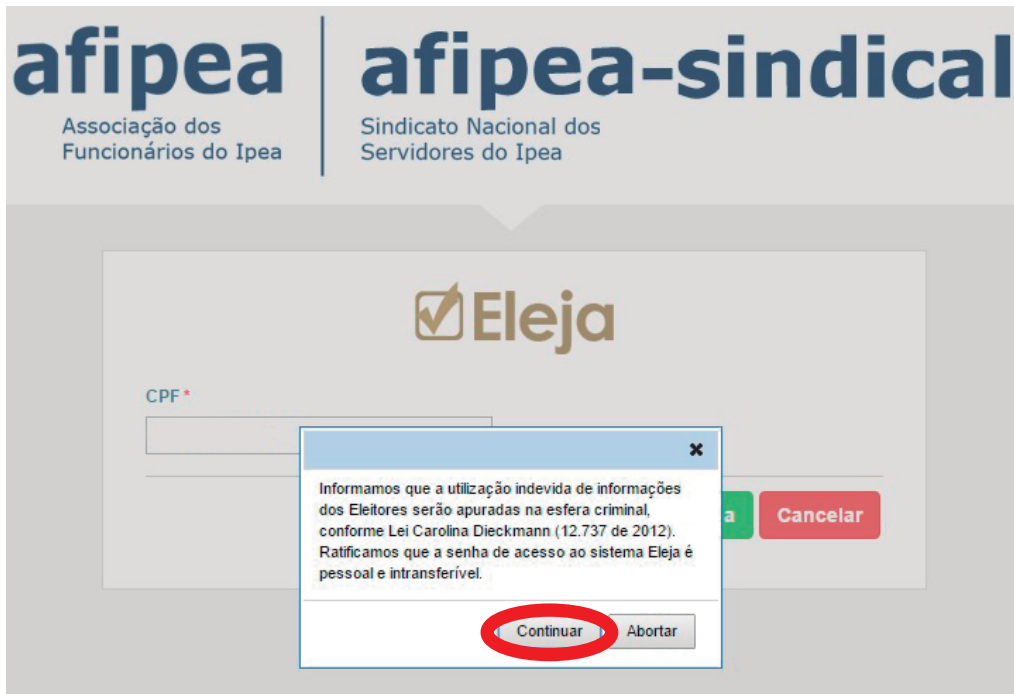 afipea
Associação dos
Funcionários do Ipea
afipea-sindical
Sindicato Nacional dos
Servidores do Ipea
Eleja
CPF*
Informamos que a utilização indevida de informações
dos Eleitores serão apuradas na esfera criminal,
conforme Lei Carolina Dieckmann (12.737 de 2012).
Ratificamos que a senha de acesso ao sistema Eleja é
pessoal e intransferível.
Cancelar
Continuar
Abortar